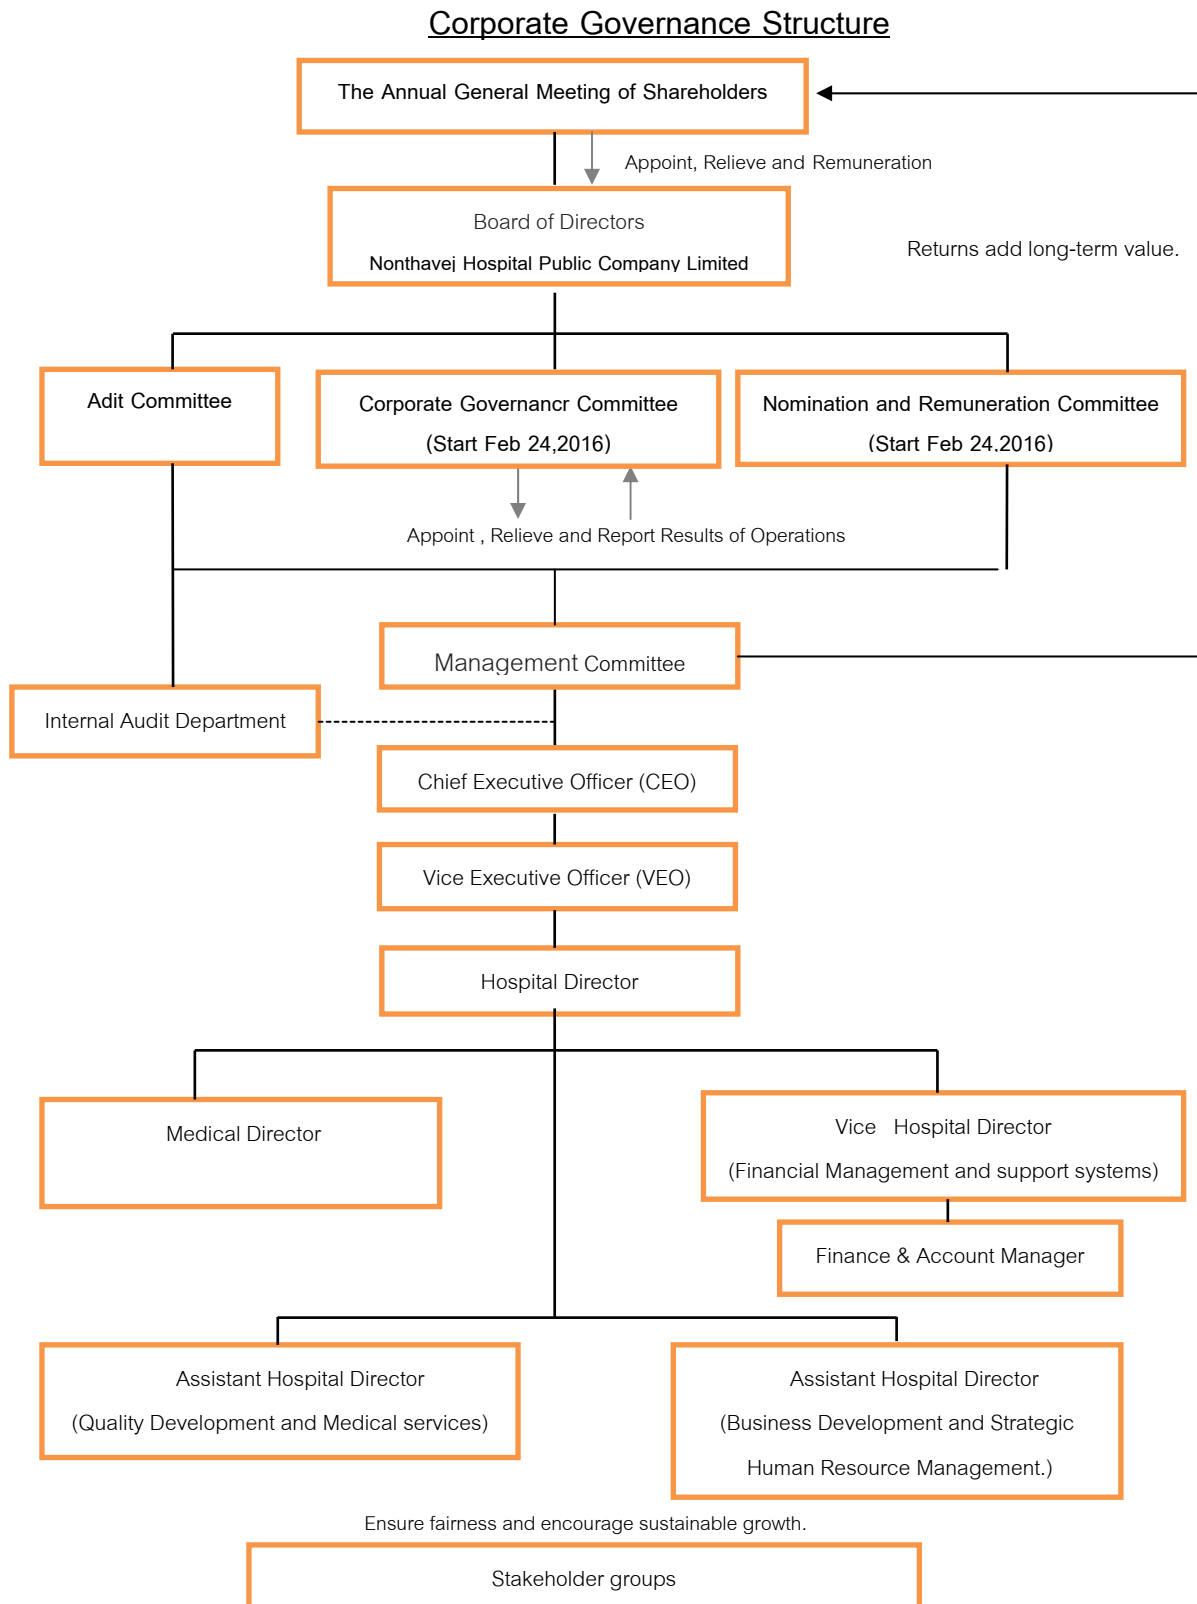 Corporate Governance Structure
The Annual General Meeting of Shareholders
Appoint, Relieve and Remuneration
Board of Directors
Nonthavej Hospital Public Company Limited
Returns add long-term value.
Adit Committee
Corporate Governancr Committee
(Start Feb 24,2016)
Nomination and Remuneration Committee
(Start Feb 24,2016)
Appoint , Relieve and Report Results of Operations
Management Committee
Internal Audit Department
Chief Executive Officer (CEO)
Vice Executive Officer (VEO)
Hospital Director
Medical Director
Vice Hospital Director
(Financial Management and support systems)
Finance & Account Manager
Assistant Hospital Director
(Quality Development and Medical services)
Assistant Hospital Director
(Business Development and Strategic
Human Resource Management.)
Ensure fairness and encourage sustainable growth.
Stakeholder groups